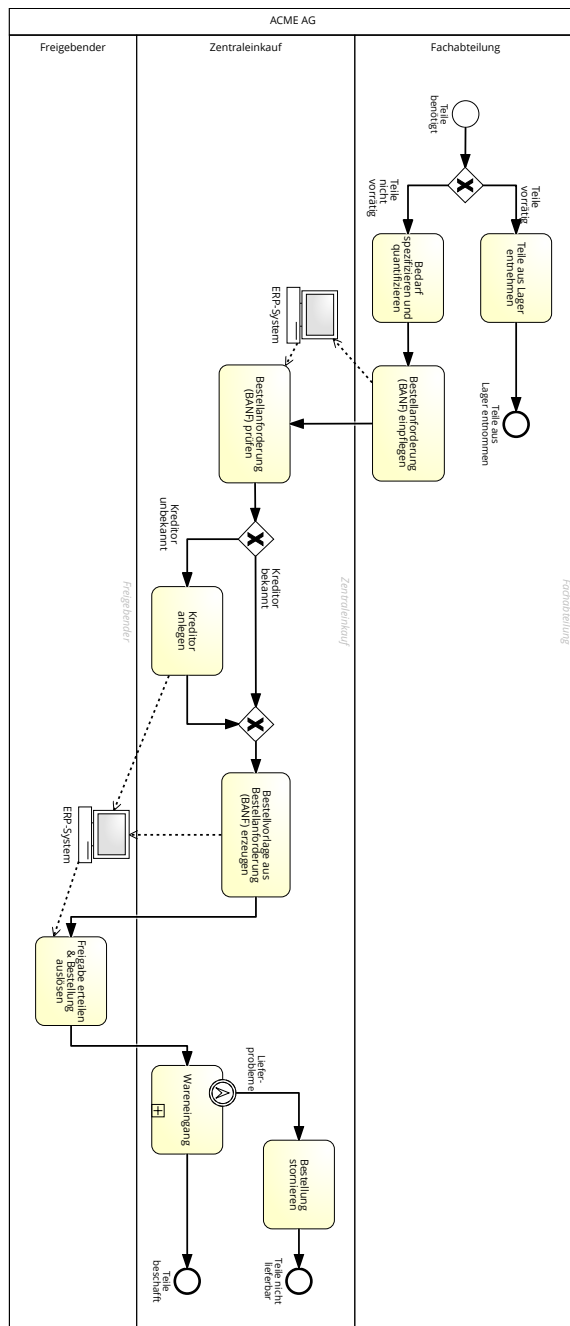 ACME AG
Freigebender
Zentraleinkauf
Fachabteilung
Teile
benötigt
Teile
nicht
vorrätig
Teile
vorrätig
Bedarf
spezifizieren und
quantifizieren
Teile aus Lager
entnehmen
ERP-System
Bestellanforderung
(BANF) prüfen
Bestellanforderung
(BANF) einpflegen
Teile aus
Lager entnommen
Kreditor
unbekannt
Kreditor
bekannt
Freigebender
Zentraleinkauf
Fachabteilung
Kreditor
anlegen
Bestellvorlage aus
Bestellanforderung
(BANF) erzeugen
ERP-System
Freigabe erteilen
& Bestellung
auslösen
Liefer-
probleme
Wareneingang
Bestellung
stornieren
Teile
beschafft
Teile nicht
lieferbar